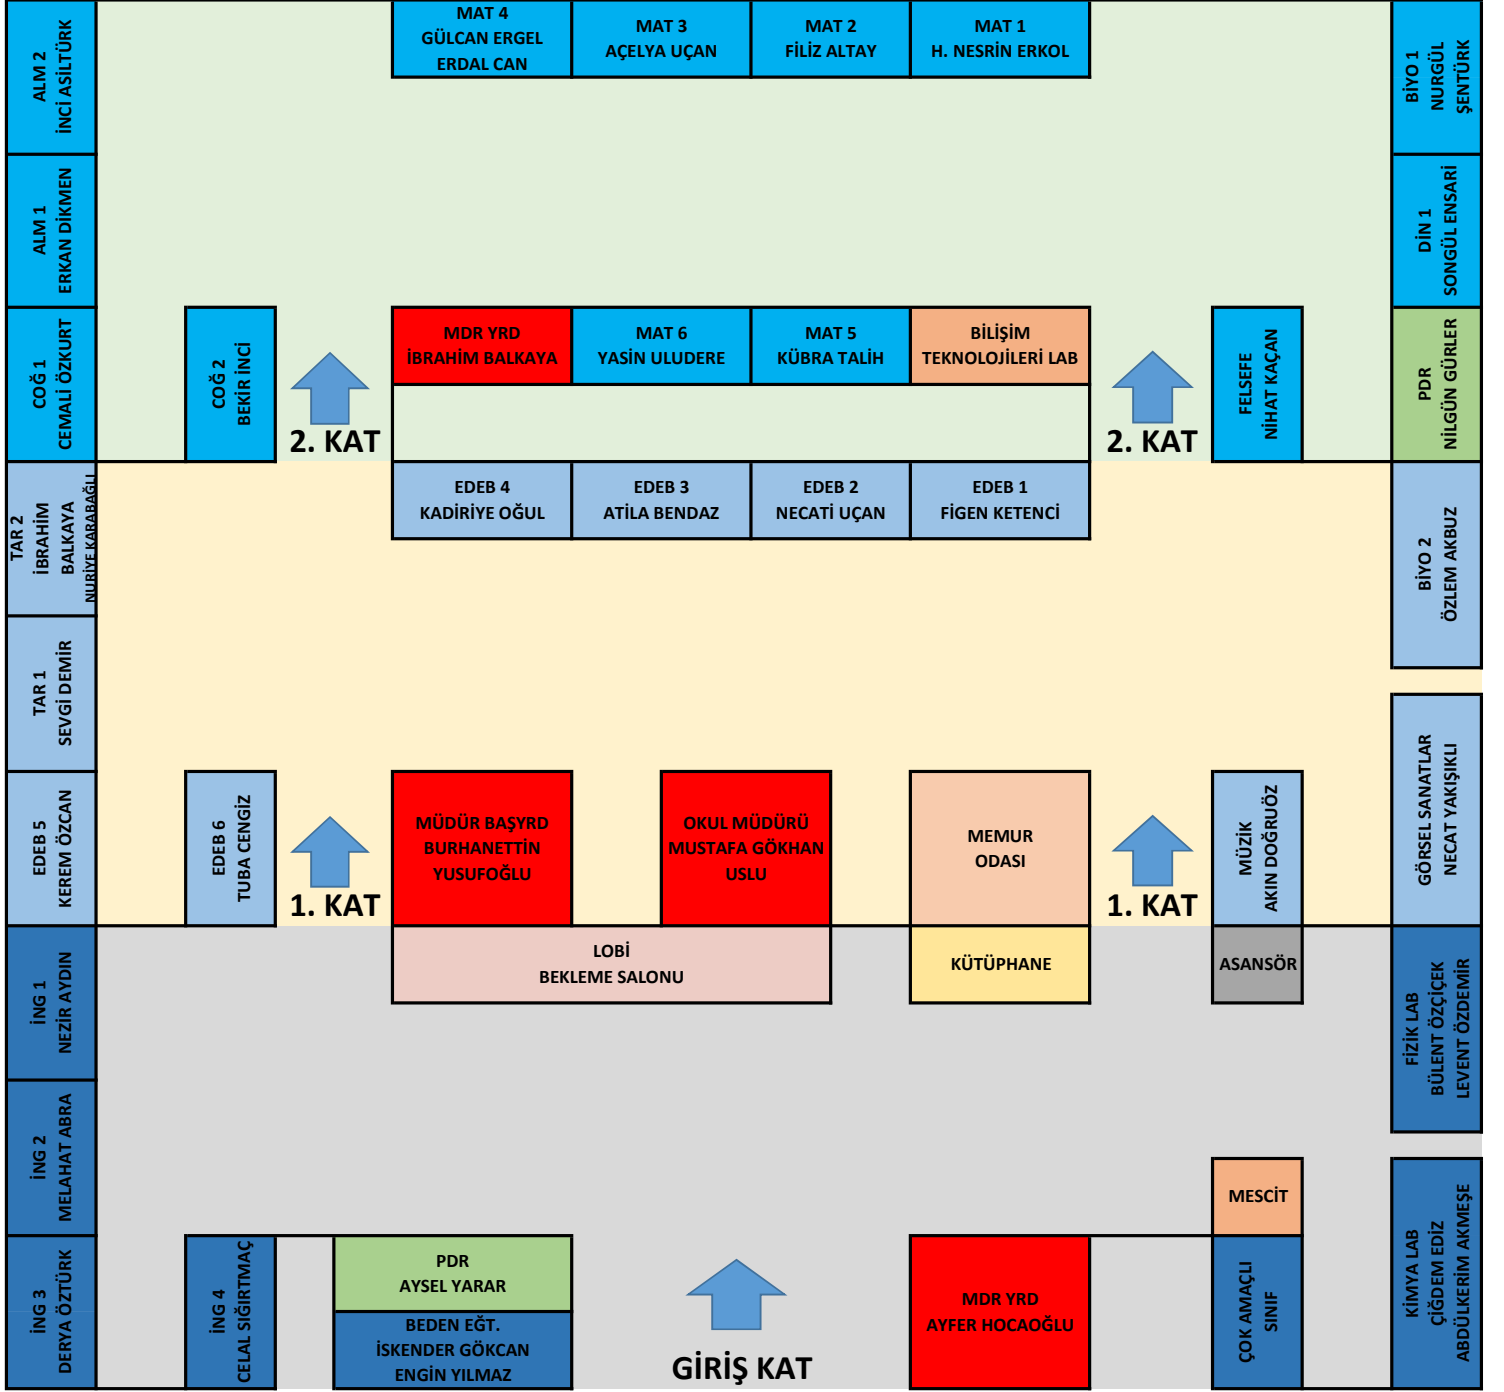 ALM 2
İNCİ ASİLTÜRK
MAT 4
GÜLCAN ERGEL
ERDAL CAN
MAT 3
AÇELYA UÇAN
MAT 2
FİLİZ ALTAY
MAT 1
H. NESRİN ERKOL
BİYO 1
NURGÜL
ŞENTÜRK
ALM 1
ERKAN DİKMEN
DİN 1
SONGÜL ENSARİ
COĞ 1
CEMALİ ÖZKURT
COĞ 2
BEKİR İNCİ
2. KAT
MDR YRD
İBRAHİM BALKAYA
MAT 6
YASİN ULUDERE
MAT 5
KÜBRA TALİH
BİLİŞİM
TEKNOLOJİLERİ LAB
2. KAT
FELSEFE
NİHAT KAÇAN
PDR
NİLGÜN GÜRLER
TAR 2
İBRAHİM
BALKAYA
NURİYE KARABAĞLI
EDEB 4
KADİRİYE OĞUL
EDEB 3
ATİLA BENDAZ
EDEB 2
NECATİ UÇAN
EDEB 1
FİGEN KETENCİ
BİYO 2
ÖZLEM AKBUZ
TAR 1
SEVGİ DEMİR
EDEB 5
KEREM ÖZCAN
EDEB 6
TUBA CENGİZ
1. KAT
MÜDÜR BAŞYRD
BURHANETTİN
YUSUFOĞLU
OKUL MÜDÜRÜ
MUSTAFA GÖKHAN
USLU
MEMUR
ODASI
1. KAT
MÜZİK
AKIN DOĞRUÖZ
GÖRSEL SANATLAR
NECAT YAKIŞIKLI
İNG 1
NEZİR AYDIN
LOBİ
BEKLEME SALONU
KÜTÜPHANE
ASANSÖR
FİZİK LAB
BÜLENT ÖZÇİÇEK
LEVENT ÖZDEMİR
İNG 2
MELAHAT ABRA
MESCİT
İNG 3
DERYA ÖZTÜRK
İNG 4
CELAL SIĞIRTMAÇ
PDR
AYSEL YARAR
BEDEN EĞT.
İSKENDER GÖKCAN
ENGİN YILMAZ
GİRİŞ KAT
MDR YRD
AYFER HOCAOĞLU
ÇOK AMAÇLI
SINIF
KİMYA LAB
ÇİĞDEM EDİZ
ABDÜLKERİM AKMEŞE